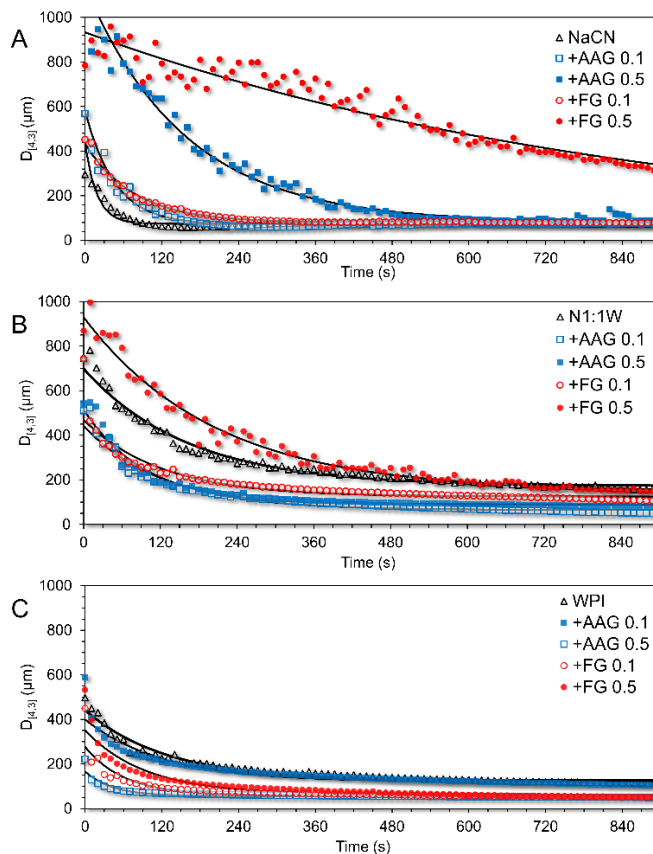 A
1000
800
600
400
200
0
D[4,3] (µm)
NaCN
+AAG 0.1
+AAG 0.5
+FG 0.1
+FG 0.5
0 120 240 360 480 600 720 840
Time (s)
B
1000
800
600
400
200
0
D[4,3] (µm)
N1:1W
+AAG 0.1
+AAG 0.5
+FG 0.1
+FG 0.5
0 120 240 360 480 600 720 840
Time (s)
C
1000
800
600
400
200
0
D[4,3] (µm)
WPI
+AAG 0.1
+AAG 0.5
+FG 0.1
+FG 0.5
0 120 240 360 480 600 720 840
Time (s)